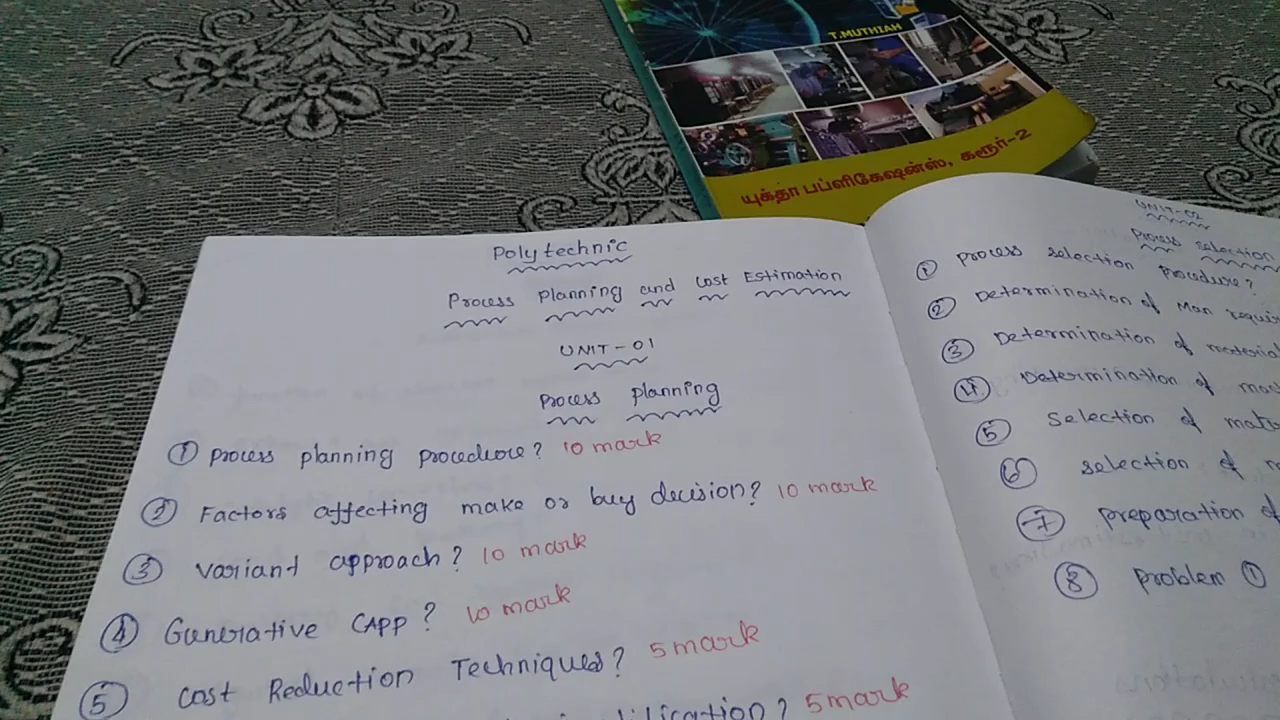 T.MUTHIAH
யுக்தா பப்ளிகேஷன்ஸ், கரூர்-2
Polytechnic
Process Planning and Cost Estimation
UNIT-01
Process Planning
① Process planning procedure? 10 mark
② Factors affecting make or buy decision? 10 mark
③ Variant approach? 10 mark
④ Generative CAPP? 10 mark
⑤ Cost Reduction Techniques? 5 mark
5 mark
UNIT-02
Process selection
① Process selection Procedure?
② Determination of Man
③ Determination of material
④ Determination of
⑤ Selection of
⑥ Selection of
⑦ Preparation of
⑧ Problem ①